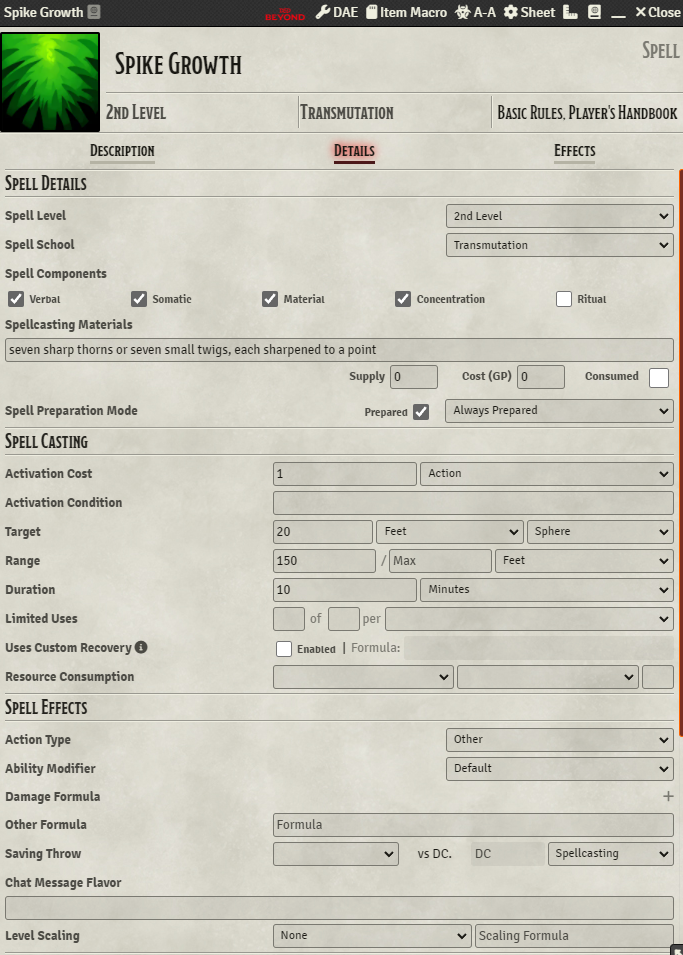 Spike Growth D&D BEYOND DAE Item Macro A-A Sheet Close
Spike Growth
Spell
2nd Level Transmutation Basic Rules, Player's Handbook
Description Details Effects
Spell Details
Spell Level 2nd Level
Spell School Transmutation
Spell Components
Verbal Somatic Material Concentration Ritual
Spellcasting Materials
seven sharp thorns or seven small twigs, each sharpened to a point
Supply 0 Cost (GP) 0 Consumed
Spell Preparation Mode Prepared Always Prepared
Spell Casting
Activation Cost 1 Action
Activation Condition
Target 20 Feet Sphere
Range 150 / Max Feet
Duration 10 Minutes
Limited Uses of per
Uses Custom Recovery Enabled | Formula:
Resource Consumption
Spell Effects
Action Type Other
Ability Modifier Default
Damage Formula +
Other Formula Formula
Saving Throw vs DC. DC Spellcasting
Chat Message Flavor
Level Scaling None Scaling Formula